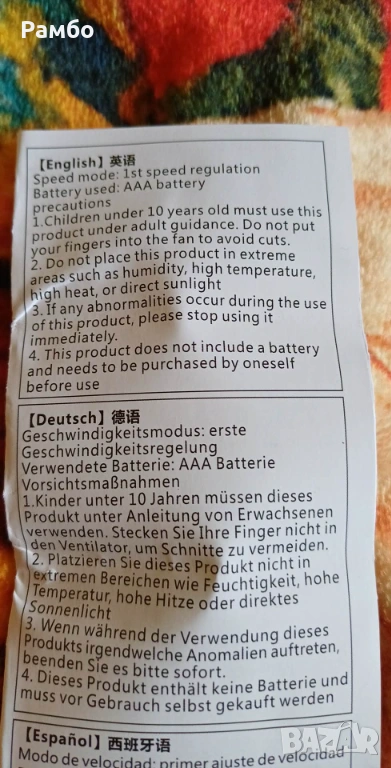 Рамбо
【English】英语
Speed mode: 1st speed regulation
Battery used: AAA battery
precautions
1.Children under 10 years old must use this
product under adult guidance. Do not put
your fingers into the fan to avoid cuts.
2. Do not place this product in extreme
areas such as humidity, high temperature,
high heat, or direct sunlight
3. If any abnormalities occur during the use
of this product, please stop using it
immediately.
4. This product does not include a battery
and needs to be purchased by oneself
before use
【Deutsch】德语
Geschwindigkeitsmodus: erste
Geschwindigkeitsregelung
Verwendete Batterie: AAA Batterie
Vorsichtsmaßnahmen
1.Kinder unter 10 Jahren müssen dieses
Produkt unter Anleitung von Erwachsenen
verwenden. Stecken Sie Ihre Finger nicht in
den Ventilator, um Schnitte zu vermeiden.
2. Platzieren Sie dieses Produkt nicht in
extremen Bereichen wie Feuchtigkeit, hohe
Temperatur, hohe Hitze oder direktes
Sonnenlicht
3. Wenn während der Verwendung dieses
Produkts irgendwelche Anomalien auftreten,
beenden Sie es bitte sofort.
4. Dieses Produkt enthält keine Batterie und
muss vor Gebrauch selbst gekauft werden
【Español】西班牙语
Modo de velocidad: primer ajuste de velocidad
BAZAR